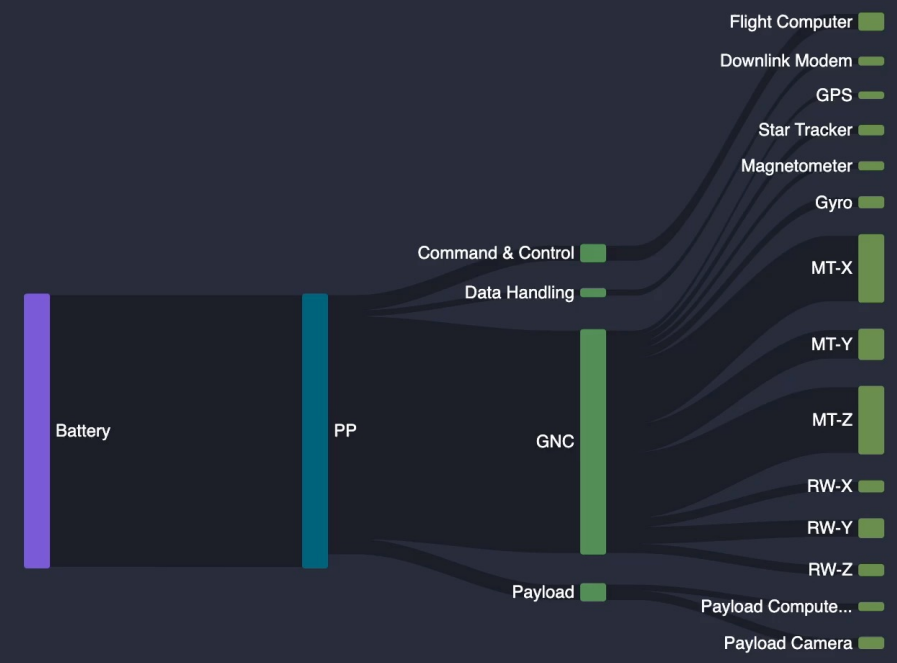 Flight Computer
Downlink Modem
GPS
Star Tracker
Magnetometer
Gyro
Command & Control
MT-X
Data Handling
MT-Y
MT-Z
Battery
PP
GNC
RW-X
RW-Y
RW-Z
Payload
Payload Compute...
Payload Camera